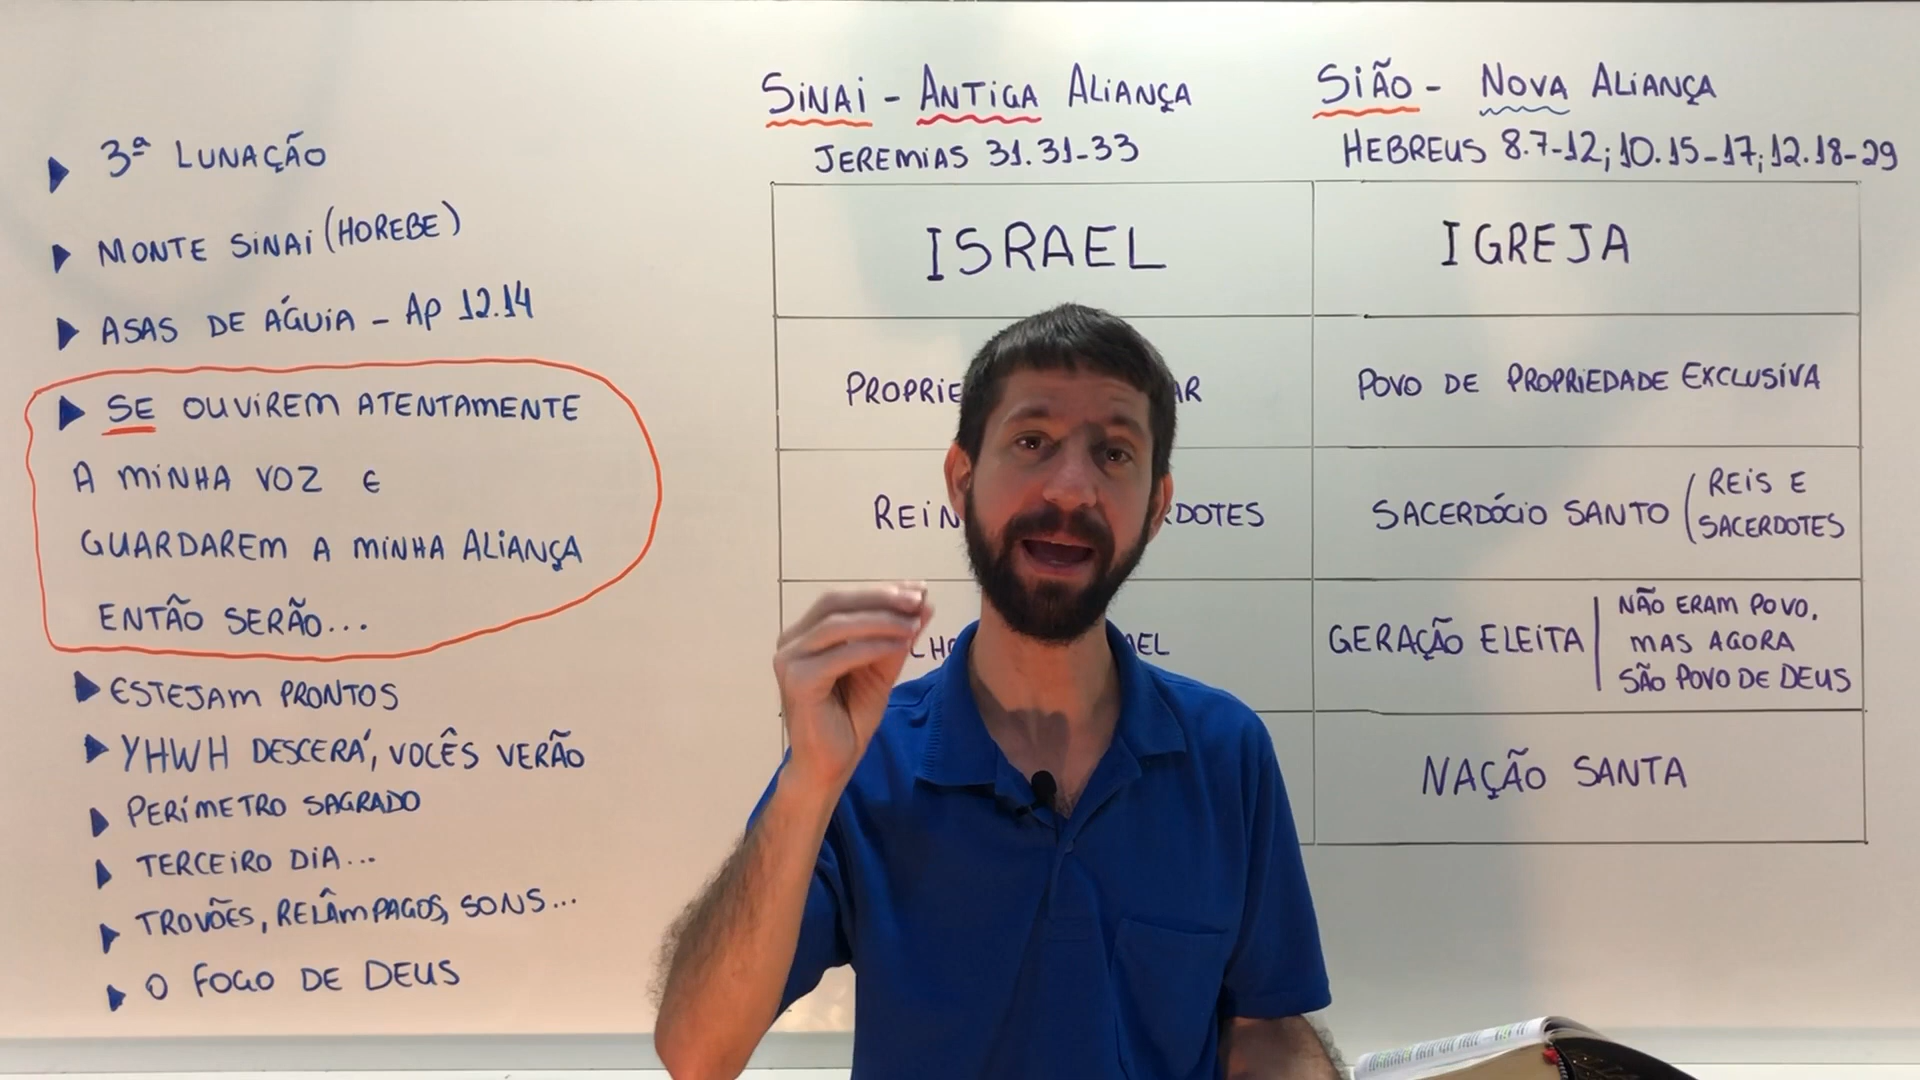 3ª LUNAÇÃO
MONTE SINAI (HOREBE)
ASAS DE ÁGUIA - AP 12.14
SE OUVIREM ATENTAMENTE
A MINHA VOZ E
GUARDAREM A MINHA ALIANÇA
ENTÃO SERÃO...
ESTEJAM PRONTOS
YHWH DESCERÁ, VOCÊS VERÃO
PERÍMETRO SAGRADO
TERCEIRO DIA...
TROVÕES, RELÂMPAGOS, SONS...
O FOGO DE DEUS
SINAI - ANTIGA ALIANÇA
JEREMIAS 31.31-33
ISRAEL
SIÃO - NOVA ALIANÇA
HEBREUS 8.7-12; 10.15-17; 12.18-29
IGREJA
POVO DE PROPRIEDADE EXCLUSIVA
SACERDÓCIO SANTO (REIS E
SACERDOTES
GERAÇÃO ELEITA
NÃO ERAM POVO,
MAS AGORA
SÃO POVO DE DEUS
NAÇÃO SANTA